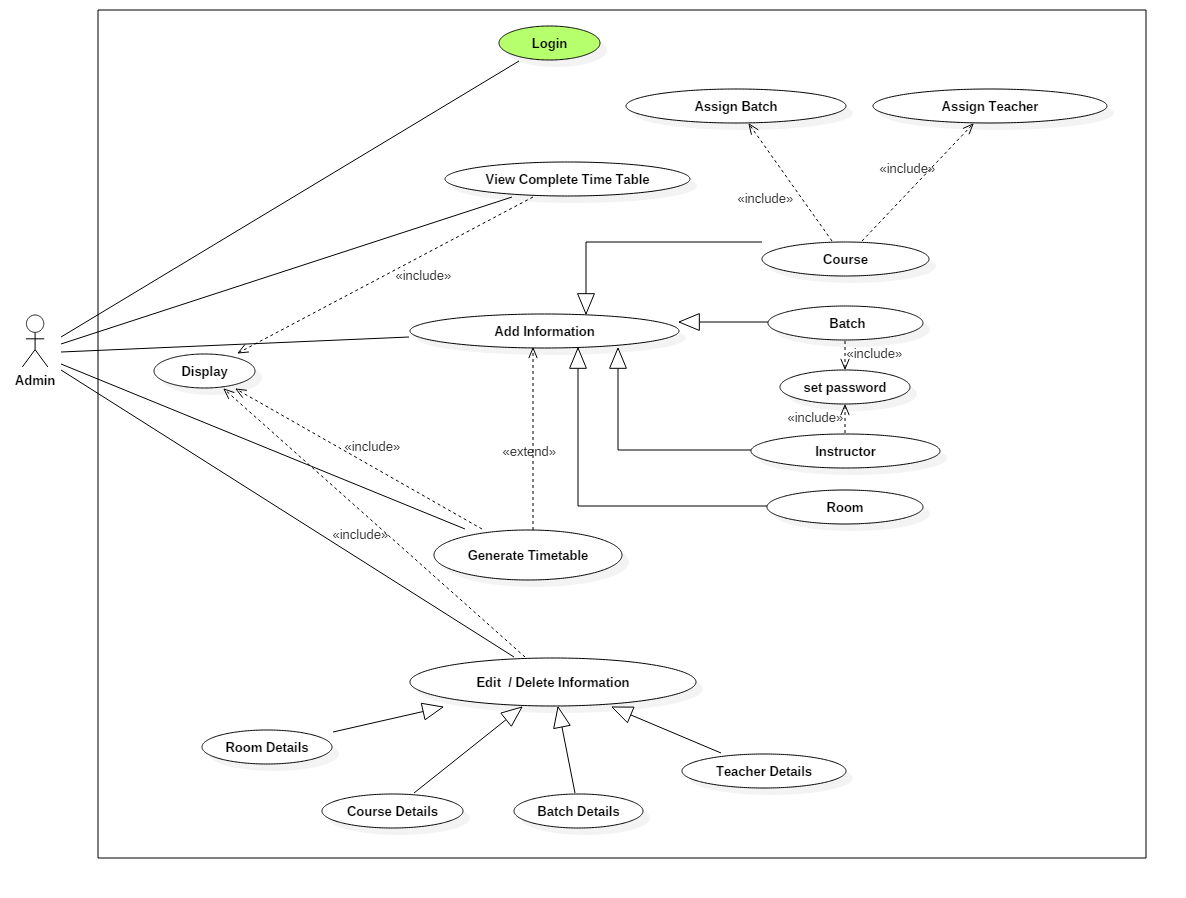 Login
Assign Batch
Assign Teacher
«include»
View Complete Time Table
«include»
Course
«include»
Add Information
Batch
«include»
Admin
Display
set password
«include»
«include»
«extend»
Instructor
Room
«include»
Generate Timetable
Edit / Delete Information
Room Details
Teacher Details
Course Details
Batch Details